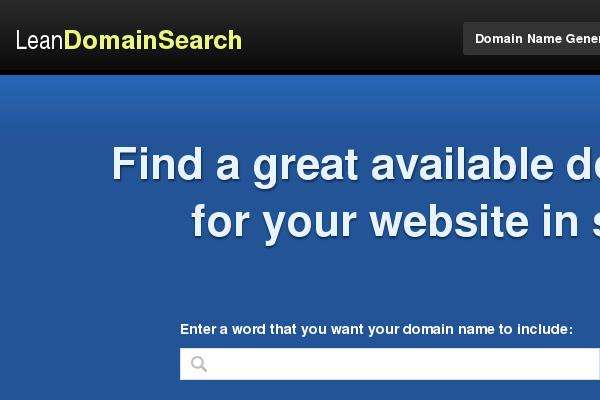 LeanDomainSearch
Domain Name Gener
Find a great available do
for your website in s
Enter a word that you want your domain name to include: